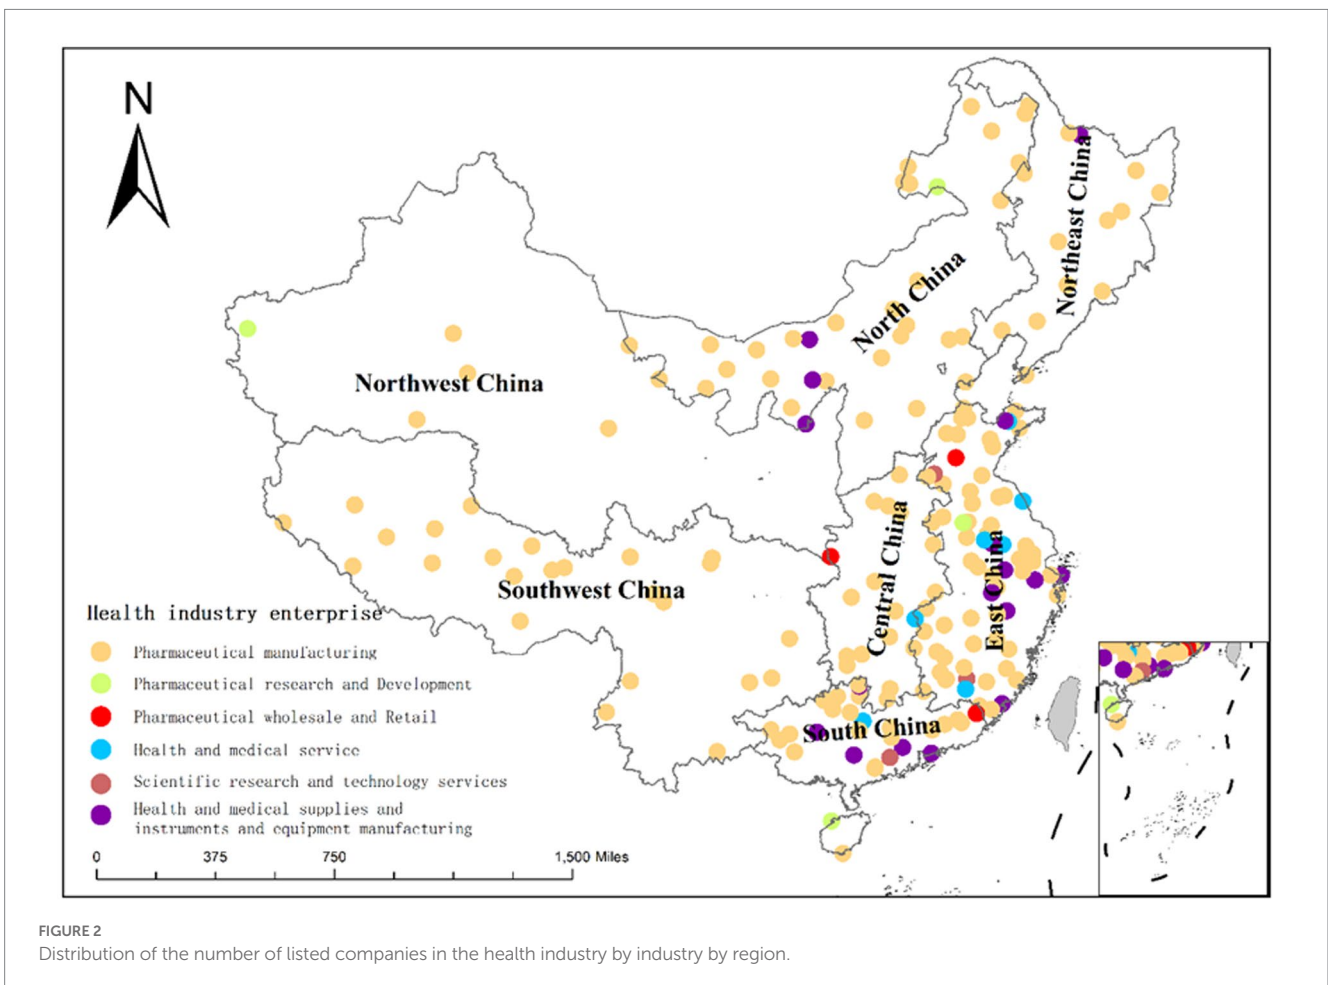 N
Northeast China
North China
Northwest China
Southwest China
Central China
East China
South China
Health industry enterprise
Pharmaceutical manufacturing
Pharmaceutical research and Development
Pharmaceutical wholesale and Retail
Health and medical service
Scientific research and technology services
Health and medical supplies and
instruments and equipment manufacturing
0 375 750 1,500 Miles
FIGURE 2
Distribution of the number of listed companies in the health industry by industry by region.